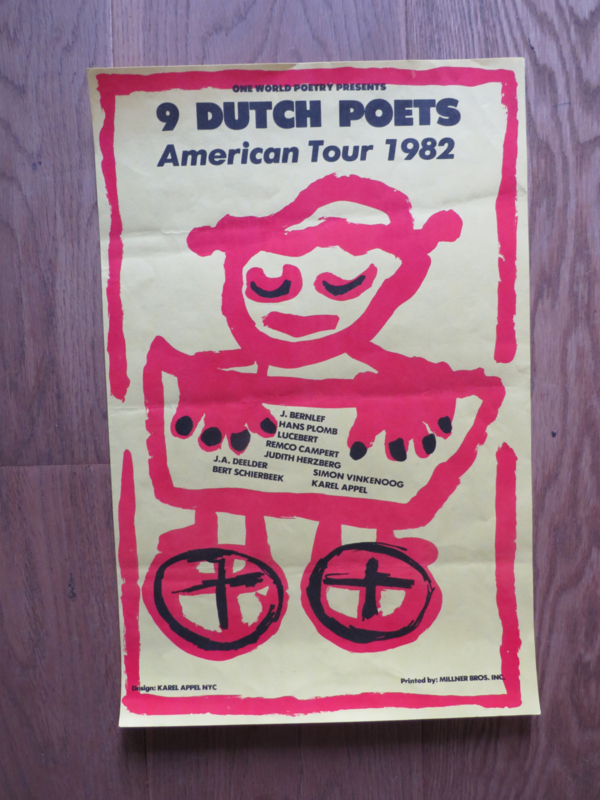 ONE WORLD POETRY PRESENTS
9 DUTCH POETS
American Tour 1982
J. BERNLEF
HANS PLOMB
LUCEBERT
REMCO CAMPERT
JUDITH HERZBERG
J.A. DEELDER
SIMON VINKENOOG
BERT SCHIERBEEK
KAREL APPEL
Design: KAREL APPEL NYC
Printed by: MILLNER BROS. INC.